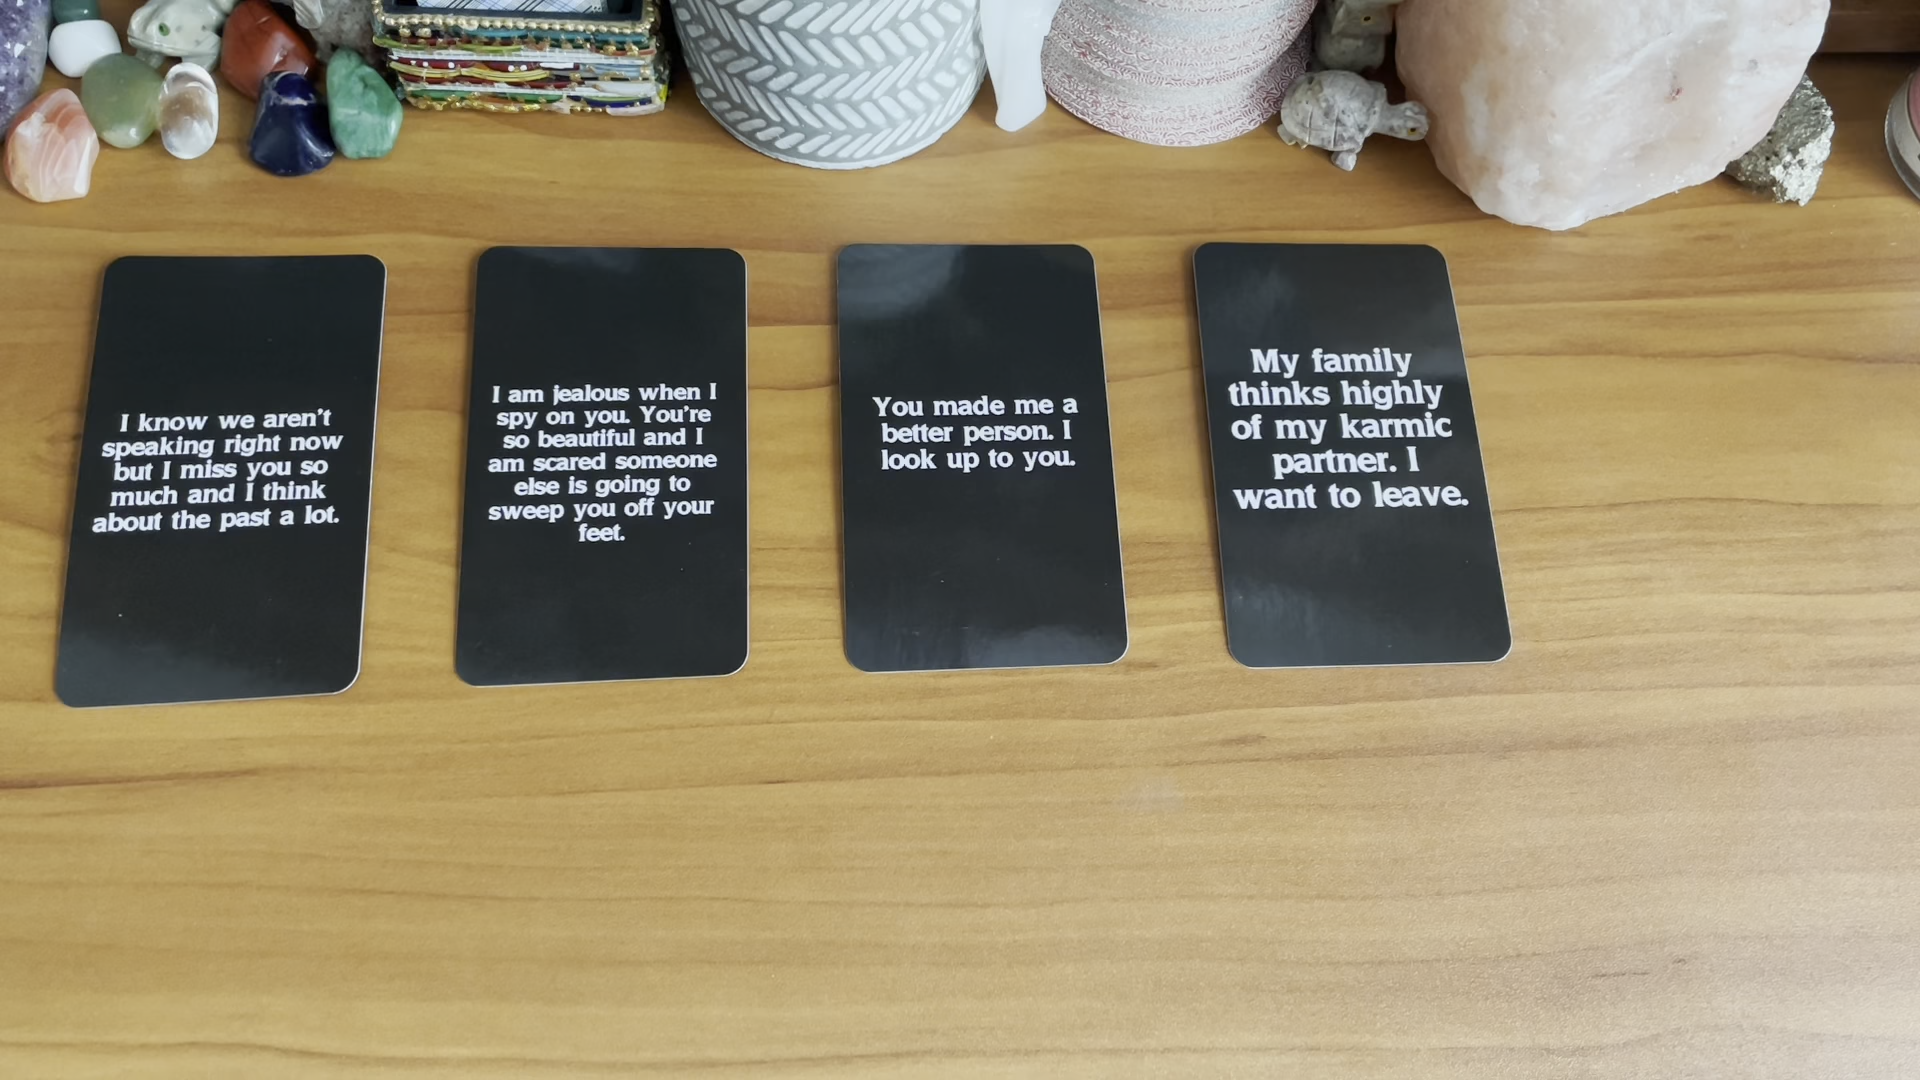 I know we aren't
speaking right now
but I miss you so
much and I think
about the past a lot.
I am jealous when I
spy on you. You're
so beautiful and I
am scared someone
else is going to
sweep you off your
feet.
You made me a
better person. I
look up to you.
My family
thinks highly
of my karmic
partner. I
want to leave.